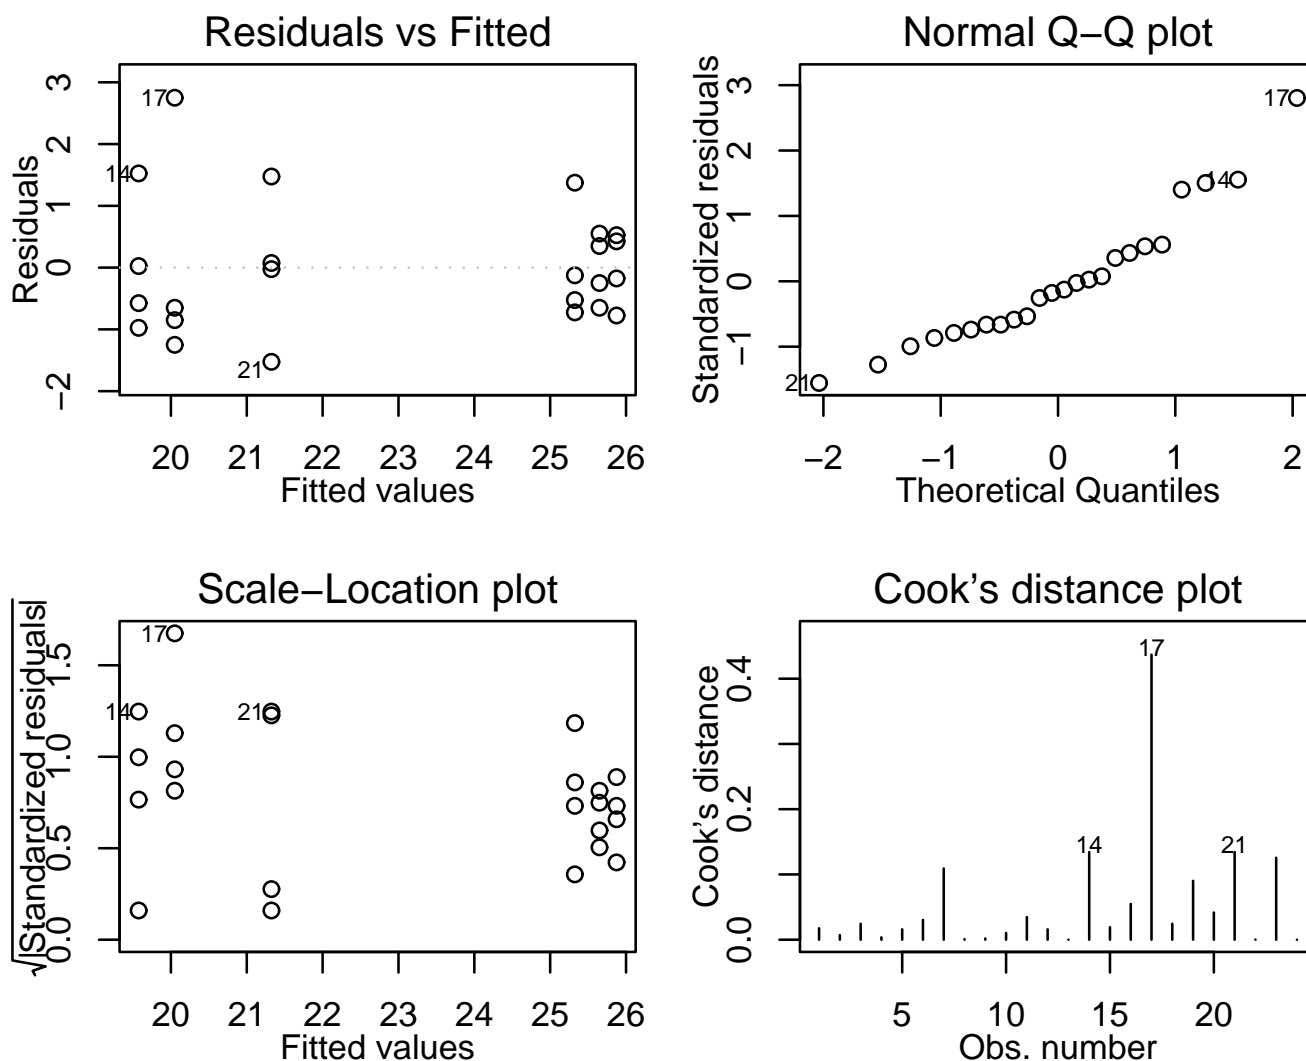 Residuals vs Fitted
Residuals
3
2
1
0
−2
17
14
21
20 21 22 23 24 25 26
Fitted values
Normal Q−Q plot
Standardized residuals
3
2
1
0
−1
17
14
21
−2 −1 0 1 2
Theoretical Quantiles
Scale−Location plot
√|Standardized residuals|
1.5
1.0
0.5
0.0
17
14
21
20 21 22 23 24 25 26
Fitted values
Cook's distance plot
Cook's distance
0.4
0.2
0.0
17
14
21
5 10 15 20
Obs. number